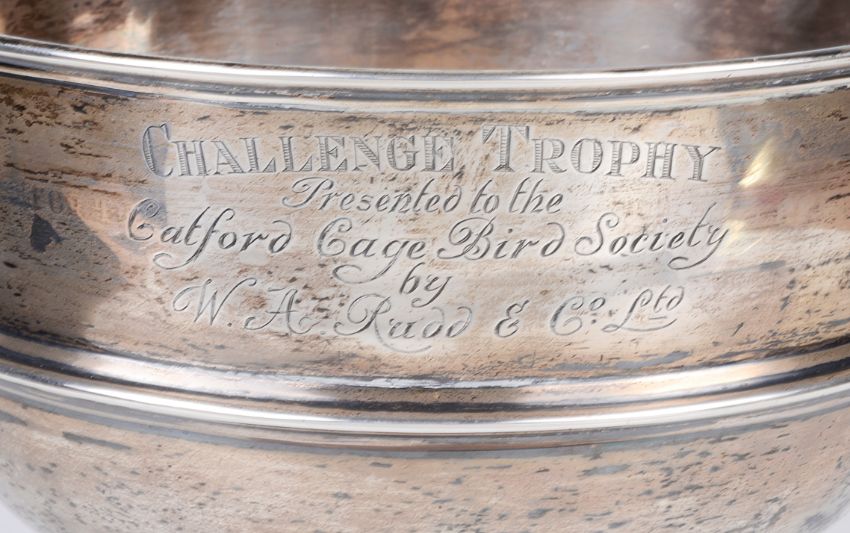 CHALLENGE TROPHY
Presented to the
Catford Cage Bird Society
by
W. A. Rudd & Co. Ltd